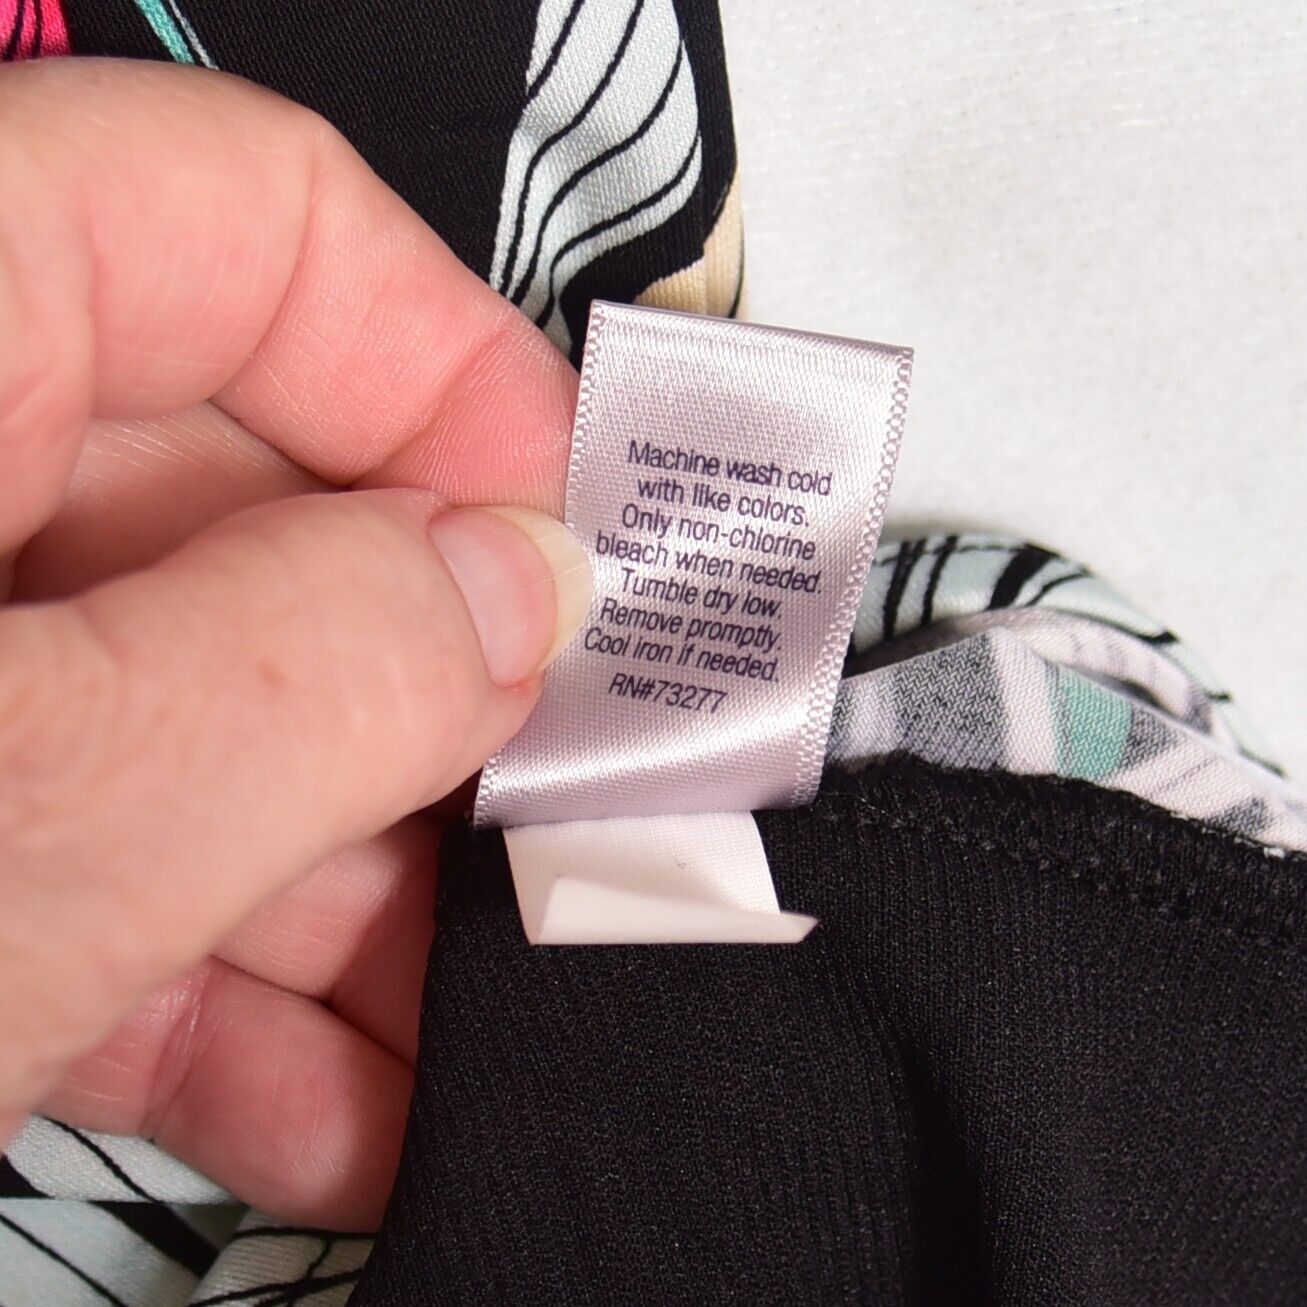 Machine wash cold
with like colors.
Only non-chlorine
bleach when needed.
Tumble dry low.
Remove promptly.
Cool iron if needed.
RN#73277